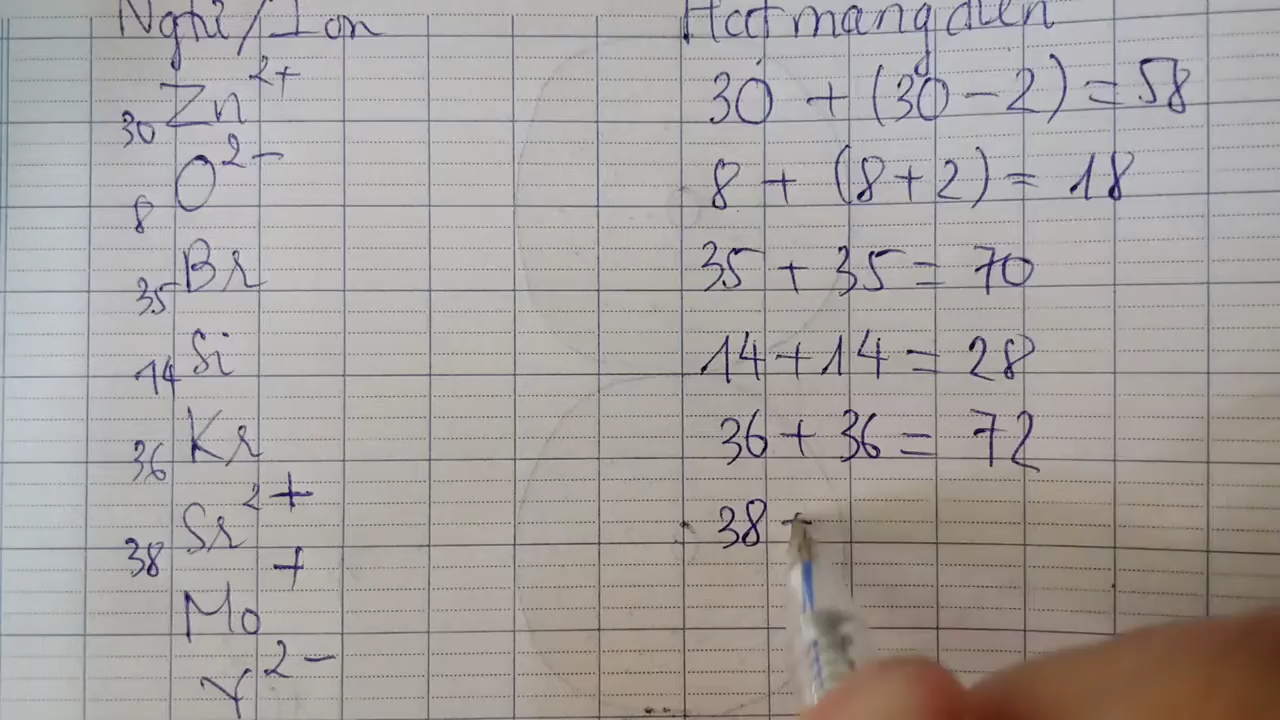 Nghī/Ion Hạt mang điện
30 Zn 2+ 30 + (30 - 2) = 58
8 O 2- 8 + (8 + 2) = 18
35 Br 35 + 35 = 70
14 Si 14 + 14 = 28
36 Kr 36 + 36 = 72
38 Sr 2+ 38 +
Mo +
Y 2-